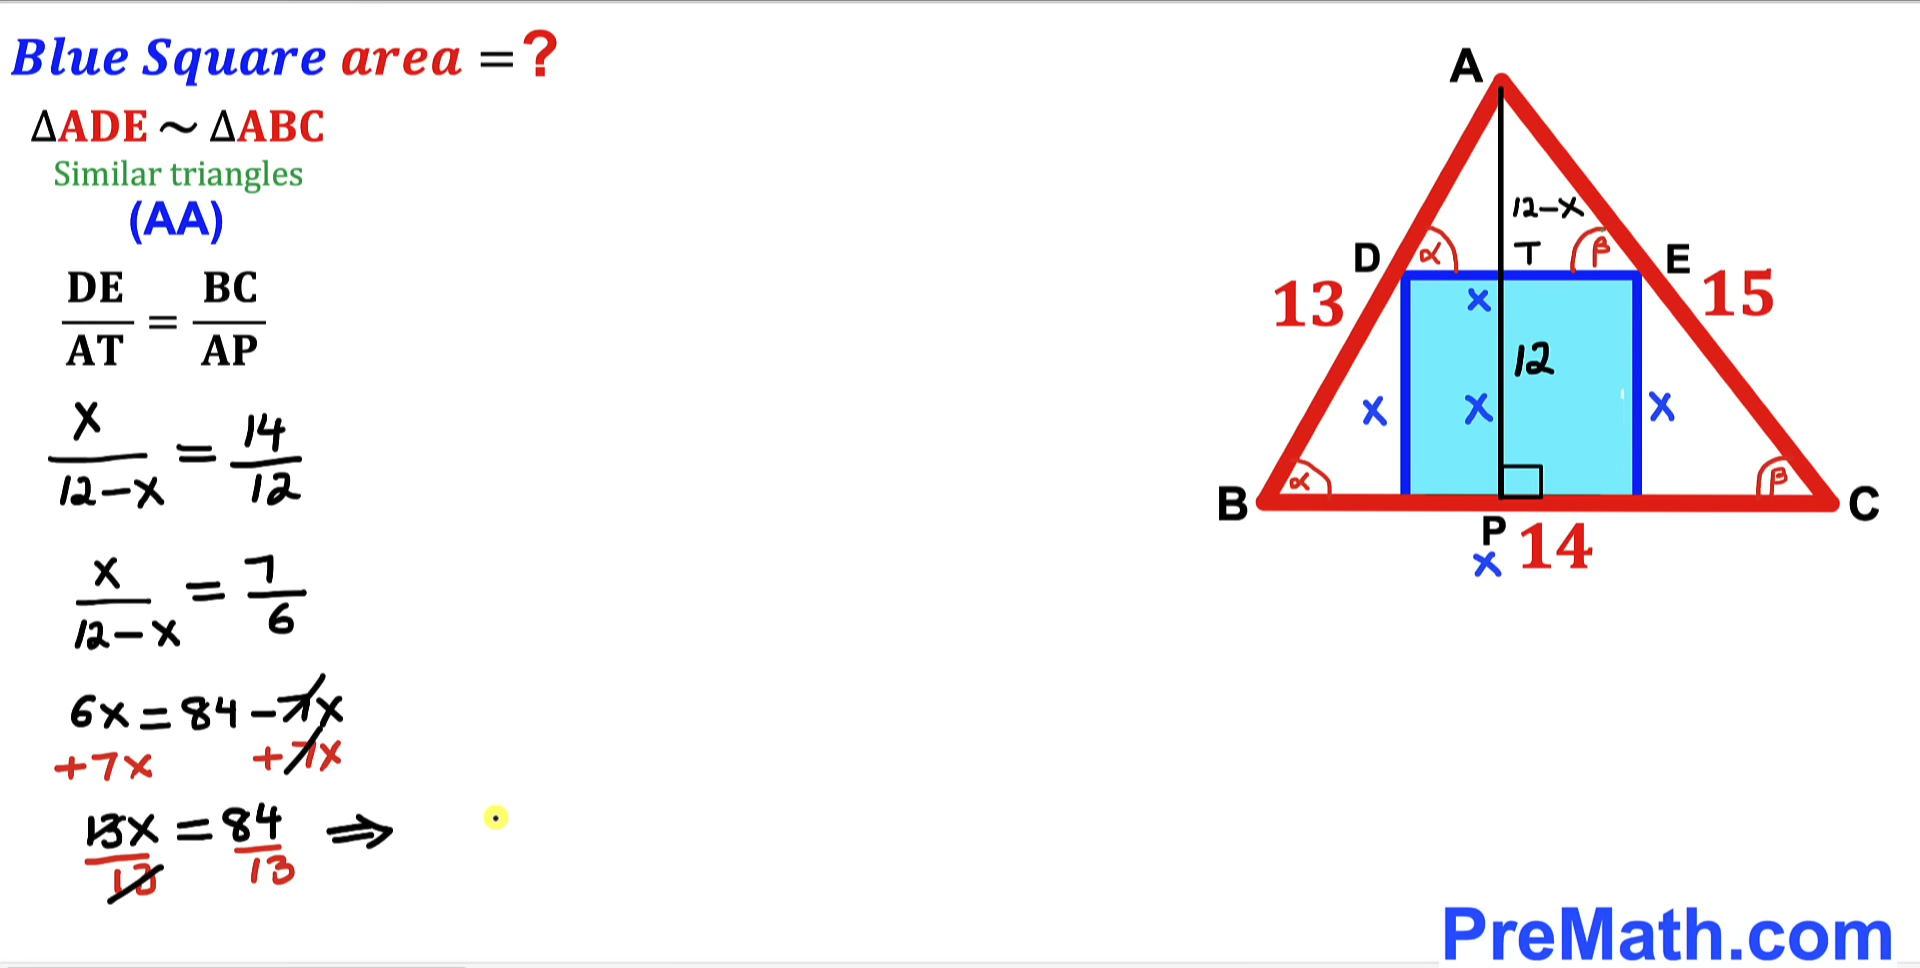 Blue Square area = ?
ΔADE ~ ΔABC
Similar triangles
(AA)
DE/AT = BC/AP
x/12-x = 14/12
x/12-x = 7/6
6x = 84 - 7x
+7x +7x
13x/13 = 84/13 ⇒
A
12-x
D α T β E
13 x 15
12
x x x
B α β C
P 14
x
PreMath.com